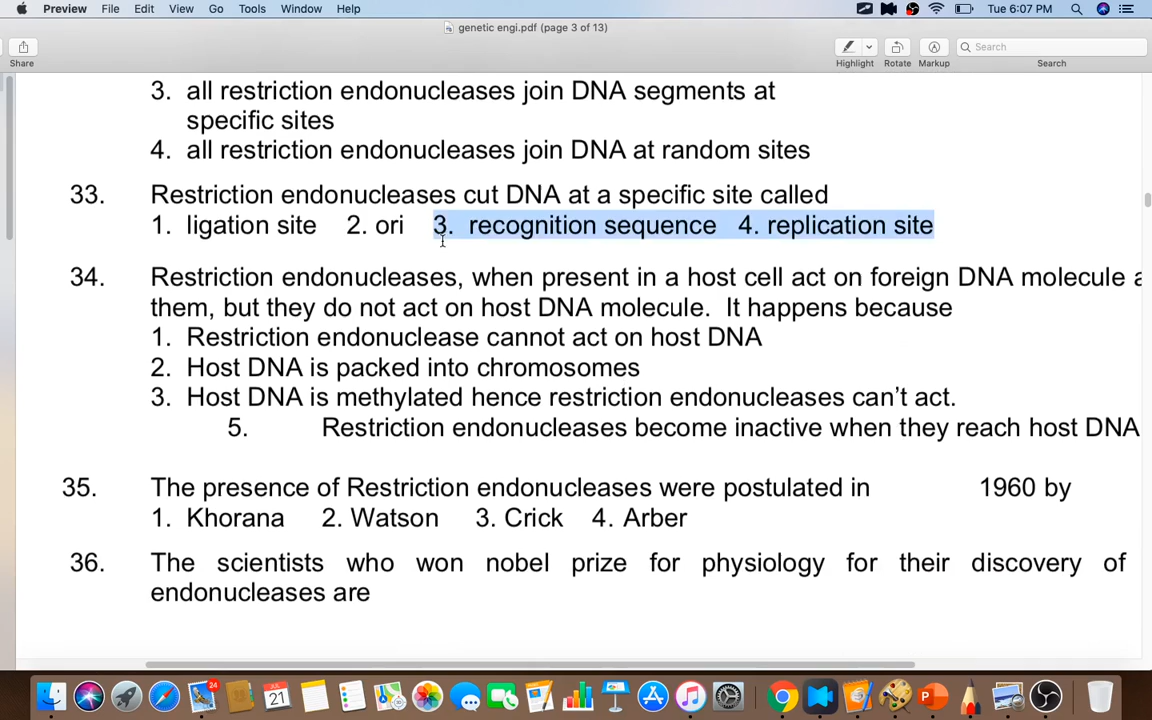 Preview File Edit View Go Tools Window Help Tue 6:07 PM
genetic engi.pdf (page 3 of 13)
Search
Share Highlight Rotate Markup Search
3. all restriction endonucleases join DNA segments at
specific sites
4. all restriction endonucleases join DNA at random sites
33. Restriction endonucleases cut DNA at a specific site called
1. ligation site 2. ori 3. recognition sequence 4. replication site
34. Restriction endonucleases, when present in a host cell act on foreign DNA molecule
them, but they do not act on host DNA molecule. It happens because
1. Restriction endonuclease cannot act on host DNA
2. Host DNA is packed into chromosomes
3. Host DNA is methylated hence restriction endonucleases can't act.
5. Restriction endonucleases become inactive when they reach host DNA
35. The presence of Restriction endonucleases were postulated in 1960 by
1. Khorana 2. Watson 3. Crick 4. Arber
36. The scientists who won nobel prize for physiology for their discovery of
endonucleases are
24
21